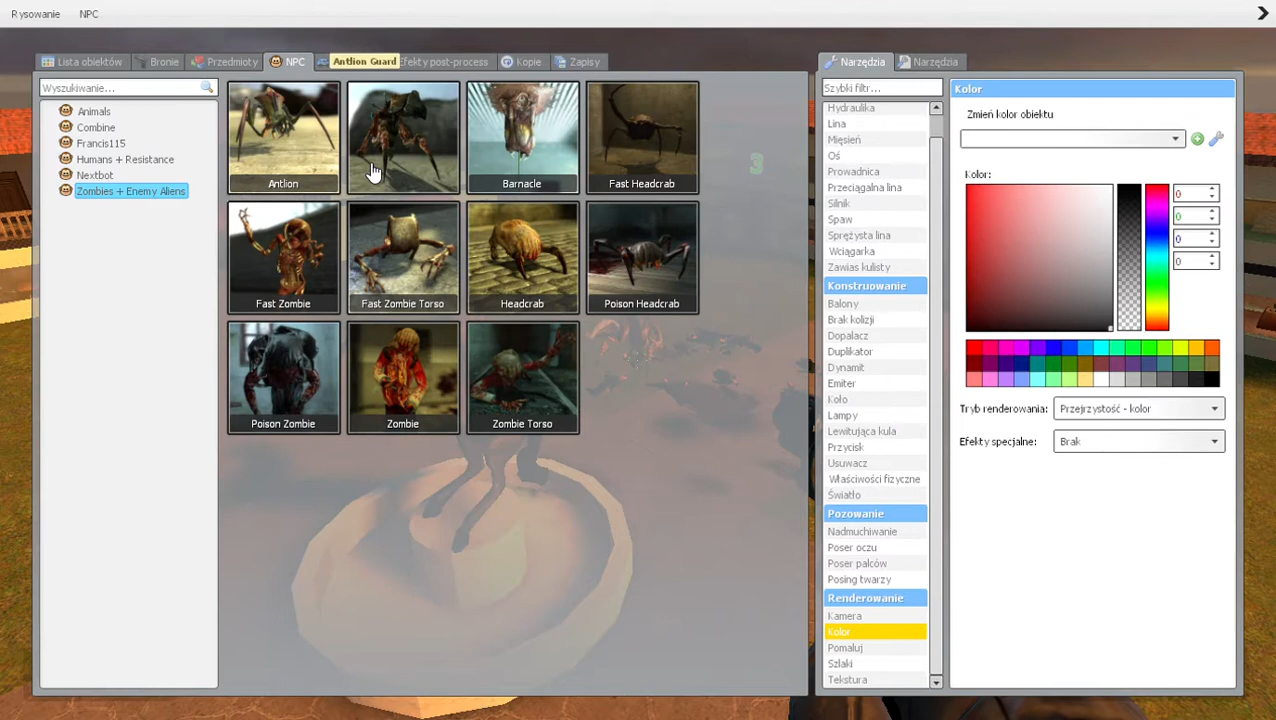 Rysowanie NPC
Lista obiektów Bronie Przedmioty NPC Antlion Guard Efekty post-process Kopie Zapisy
Narzędzia Narzędzia
Wyszukiwanie...
Animals
Combine
Francis115
Humans + Resistance
Nextbot
Zombies + Enemy Aliens
Antlion Barnacle Fast Headcrab
Fast Zombie Fast Zombie Torso Headcrab Poison Headcrab
Poison Zombie Zombie Zombie Torso
3
Szybki filtr...
Hydraulika
Lina
Mięsień
Oś
Prowadnica
Przeciągalna lina
Silnik
Spaw
Sprężysta lina
Wciągarka
Zawias kulisty
Konstruowanie
Balony
Brak kolizji
Dopalacz
Duplikator
Dynamit
Emiter
Koło
Lampy
Lewitująca kula
Przycisk
Usuwacz
Właściwości fizyczne
Światło
Pozowanie
Nadmuchiwanie
Poser oczu
Poser palców
Posing twarzy
Renderowanie
Kamera
Kolor
Pomaluj
Szlaki
Tekstura
Kolor
Zmień kolor obiektu
Kolor:
0
0
0
0
Tryb renderowania: Przejrzystość - kolor
Efekty specjalne: Brak